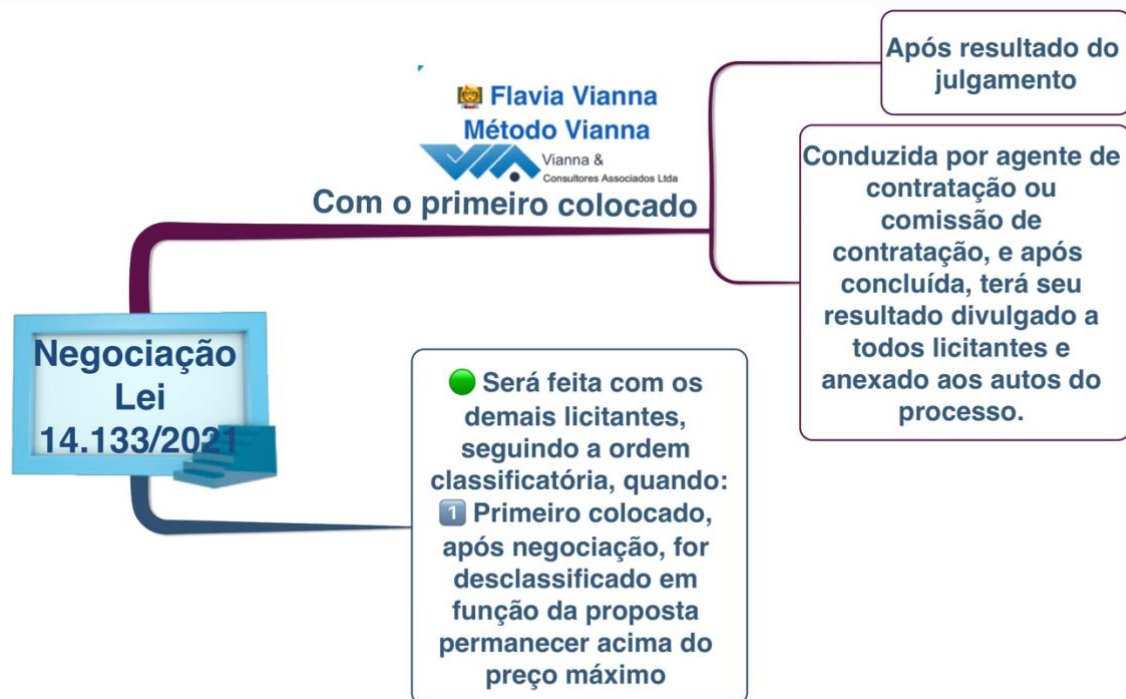 Flavia Vianna
Método Vianna
VIA
Vianna &
Consultores Associados Ltda
Com o primeiro colocado
Após resultado do
julgamento
Conduzida por agente de
contratação ou
comissão de
contratação, e após
concluída, terá seu
resultado divulgado a
todos licitantes e
anexado aos autos do
processo.
Negociação
Lei
14.133/2021
🟢 Será feita com os
demais licitantes,
seguindo a ordem
classificatória, quando:
1️⃣ Primeiro colocado,
após negociação, for
desclassificado em
função da proposta
permanecer acima do
preço máximo